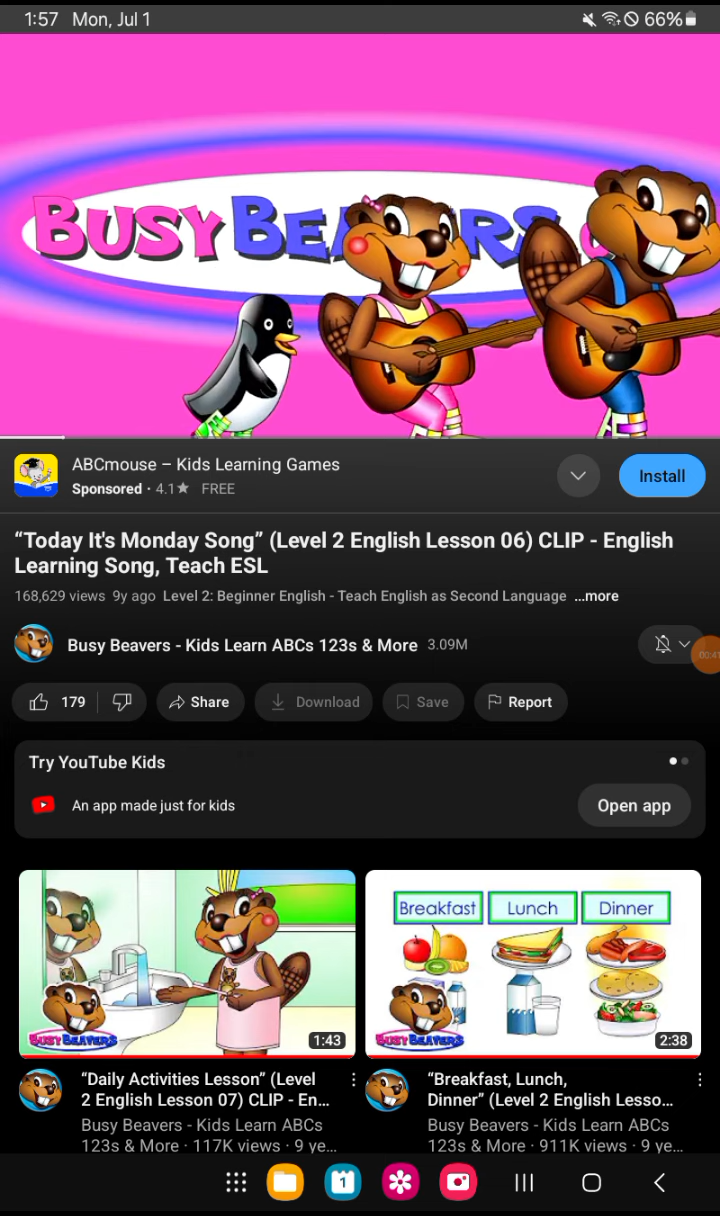 1:57 Mon, Jul 1
66%
BUSY BEAVERS
ABCmouse – Kids Learning Games
Sponsored · 4.1★ FREE
Install
“Today It's Monday Song” (Level 2 English Lesson 06) CLIP - English
Learning Song, Teach ESL
168,629 views 9y ago Level 2: Beginner English - Teach English as Second Language ...more
Busy Beavers - Kids Learn ABCs 123s & More 3.09M
00:41
179
Share
Download
Save
Report
Try YouTube Kids
An app made just for kids
Open app
BUSY BEAVERS
1:43
Breakfast
Lunch
Dinner
BUSY BEAVERS
2:38
“Daily Activities Lesson” (Level
2 English Lesson 07) CLIP - En...
Busy Beavers - Kids Learn ABCs
123s & More · 117K views · 9 ye...
“Breakfast, Lunch,
Dinner” (Level 2 English Lesso...
Busy Beavers - Kids Learn ABCs
123s & More · 911K views · 9 ye...
1